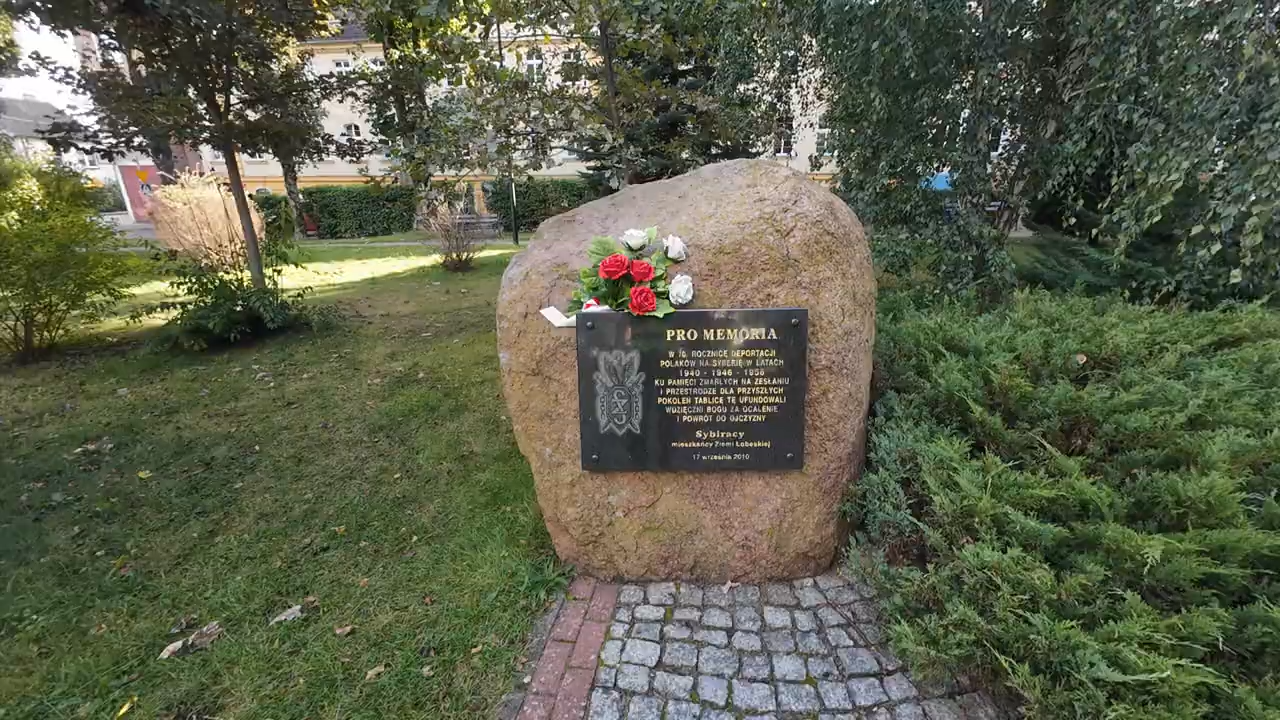 PRO MEMORIA
W 70. ROCZNICĘ DEPORTACJI
POLAKÓW NA SYBERIĘ W LATACH
1940 - 1946 - 1956
KU PAMIĘCI ZMARŁYCH NA ZESŁANIU
I PRZESTRODZE DLA PRZYSZŁYCH
POKOLEŃ TABLICĘ TĘ UFUNDOWALI
WDZIĘCZNI BOGU ZA OCALENIE
I POWRÓT DO OJCZYZNY
Sybiracy
mieszkańcy Ziemi Łobeskiej
17 września 2010